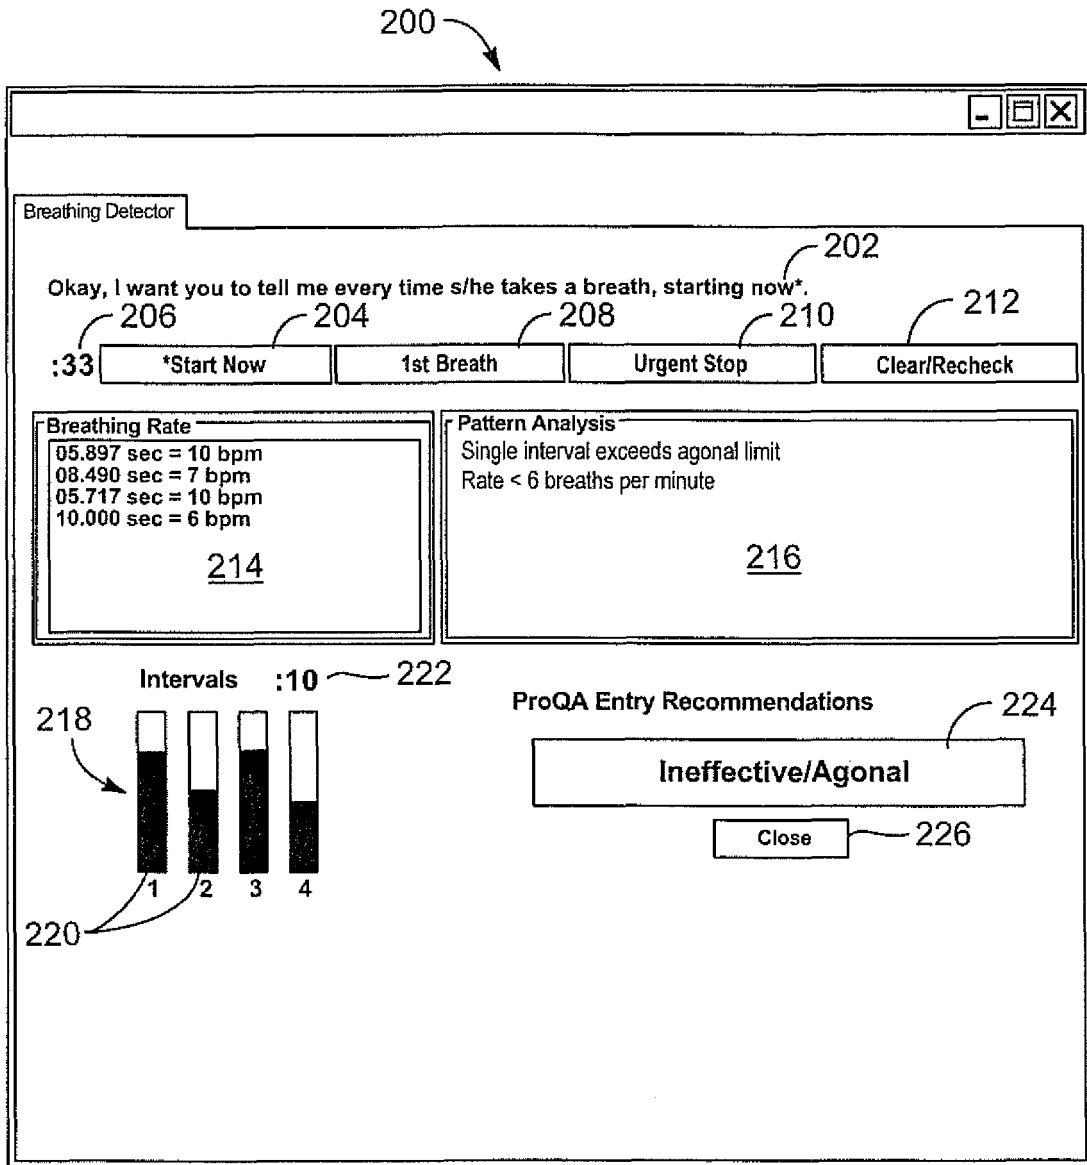 200
Breathing Detector
202
Okay, I want you to tell me every time s/he takes a breath, starting now*.
206 204 208 210 212
:33 *Start Now 1st Breath Urgent Stop Clear/Recheck
Breathing Rate
05.897 sec = 10 bpm
08.490 sec = 7 bpm
05.717 sec = 10 bpm
10.000 sec = 6 bpm
214
Pattern Analysis
Single interval exceeds agonal limit
Rate < 6 breaths per minute
216
Intervals :10 222
218
1 2 3 4
220
ProQA Entry Recommendations
224
Ineffective/Agonal
Close 226